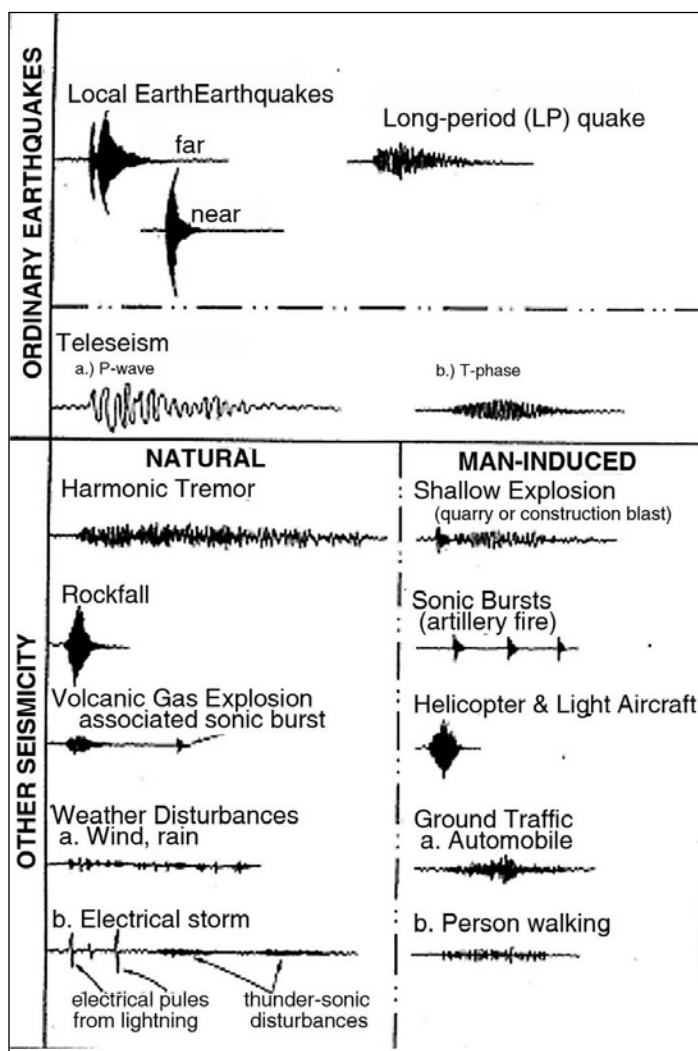 ORDINARY EARTHQUAKES
Local EarthEarthquakes
far
near
Long-period (LP) quake
Teleseism
a.) P-wave
b.) T-phase
OTHER SEISMICITY
NATURAL
Harmonic Tremor
Rockfall
Volcanic Gas Explosion
associated sonic burst
Weather Disturbances
a. Wind, rain
b. Electrical storm
electrical pules
from lightning
thunder-sonic
disturbances
MAN-INDUCED
Shallow Explosion
(quarry or construction blast)
Sonic Bursts
(artillery fire)
Helicopter & Light Aircraft
Ground Traffic
a. Automobile
b. Person walking